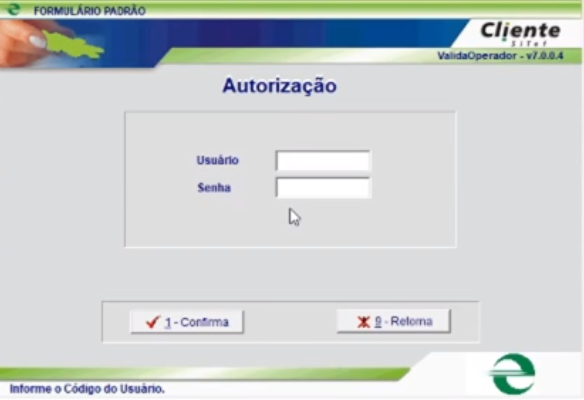 FORMULÁRIO PADRÃO
Cliente
SiTef
ValidaOperador - v7.0.0.4
Autorização
Usuário
Senha
1 - Confirma
9 - Retorna
Informe o Código do Usuário.